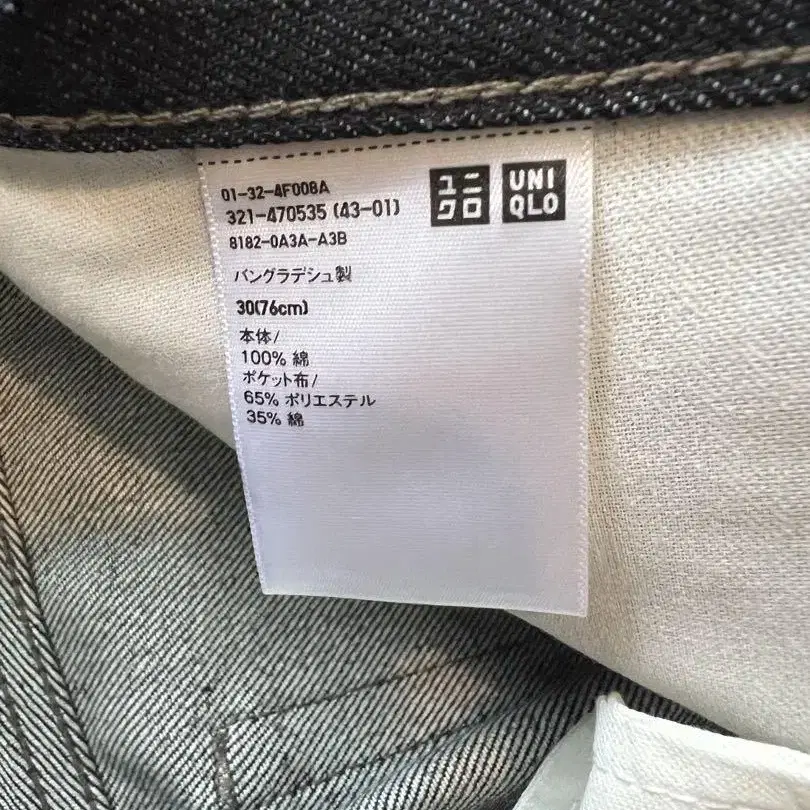 01-32-4F008A
321-470535 (43-01)
8182-0A3A-A3B
ユニ
クロ
UNI
QLO
バングラデシュ製
30(76cm)
本体/
100% 綿
ポケット布/
65% ポリエステル
35% 綿